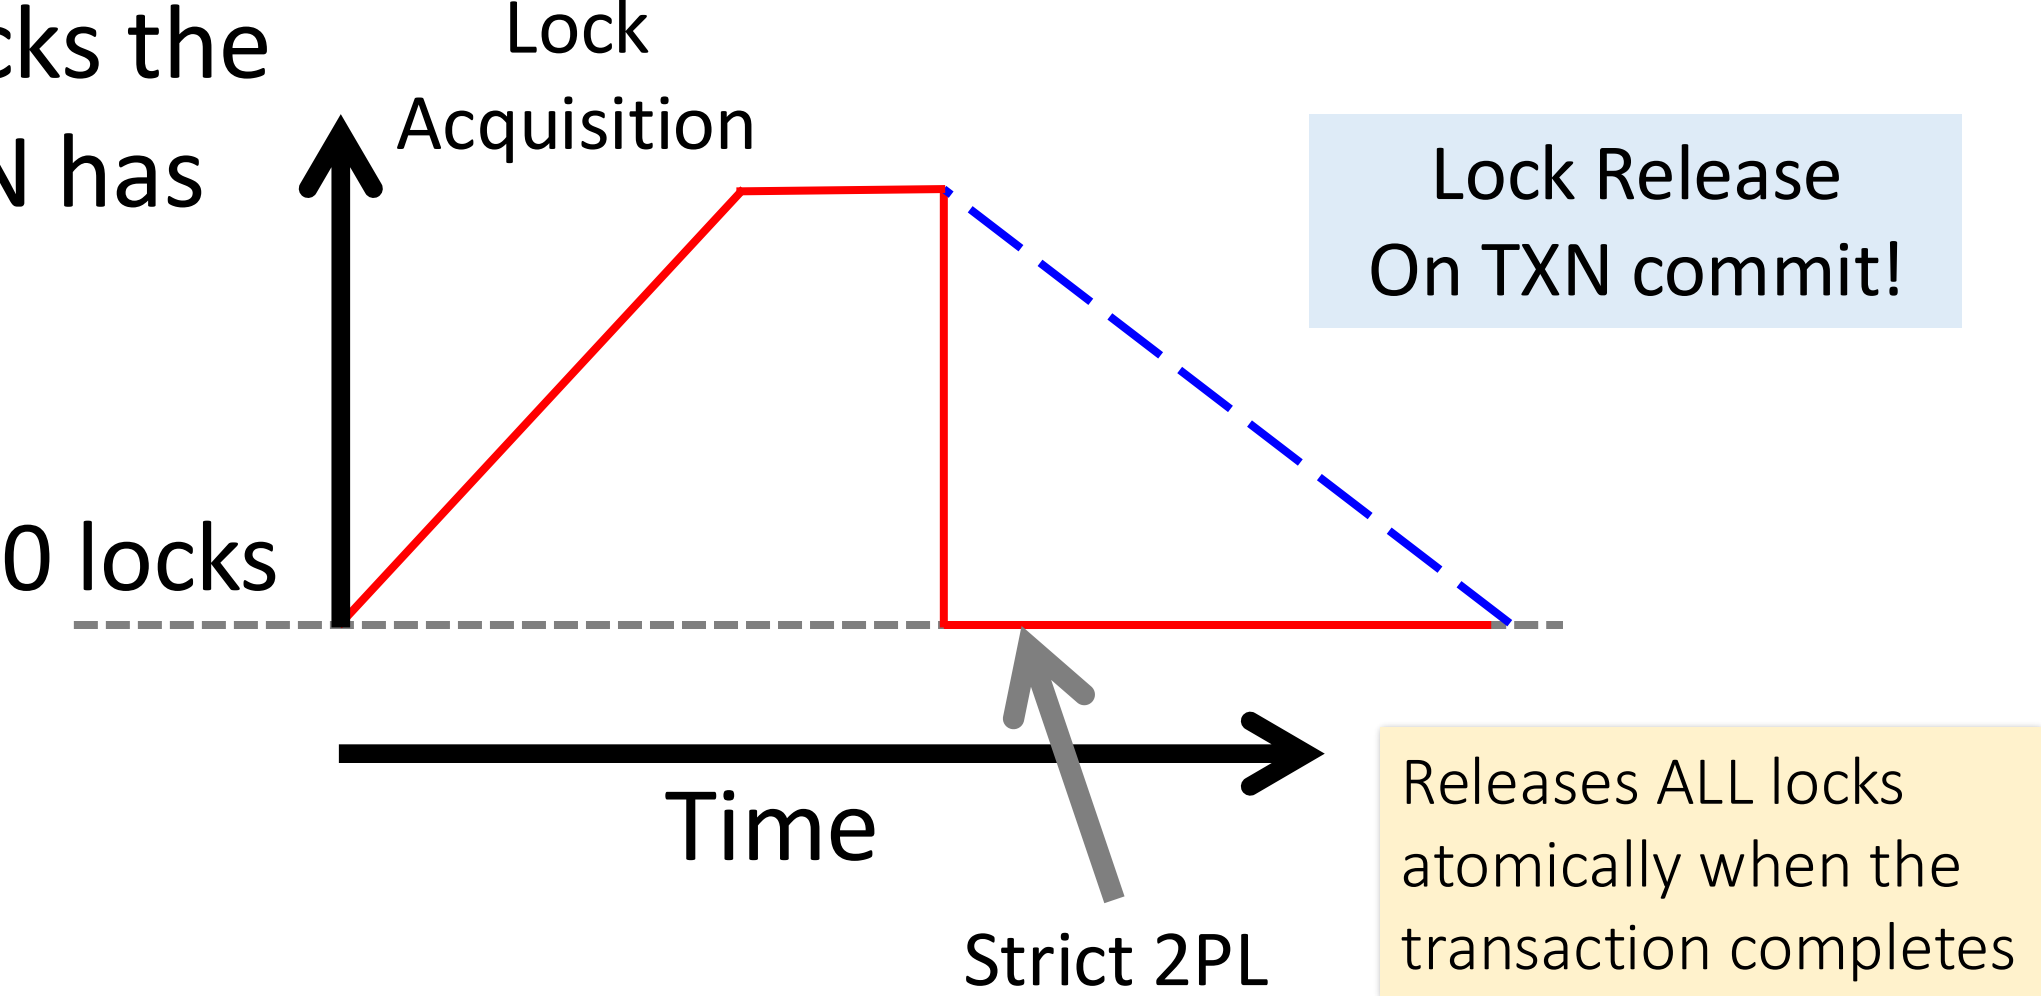 cks the
N has
0 locks
Lock
Acquisition
Lock Release
On TXN commit!
Time
Strict 2PL
Releases ALL locks
atomically when the
transaction completes